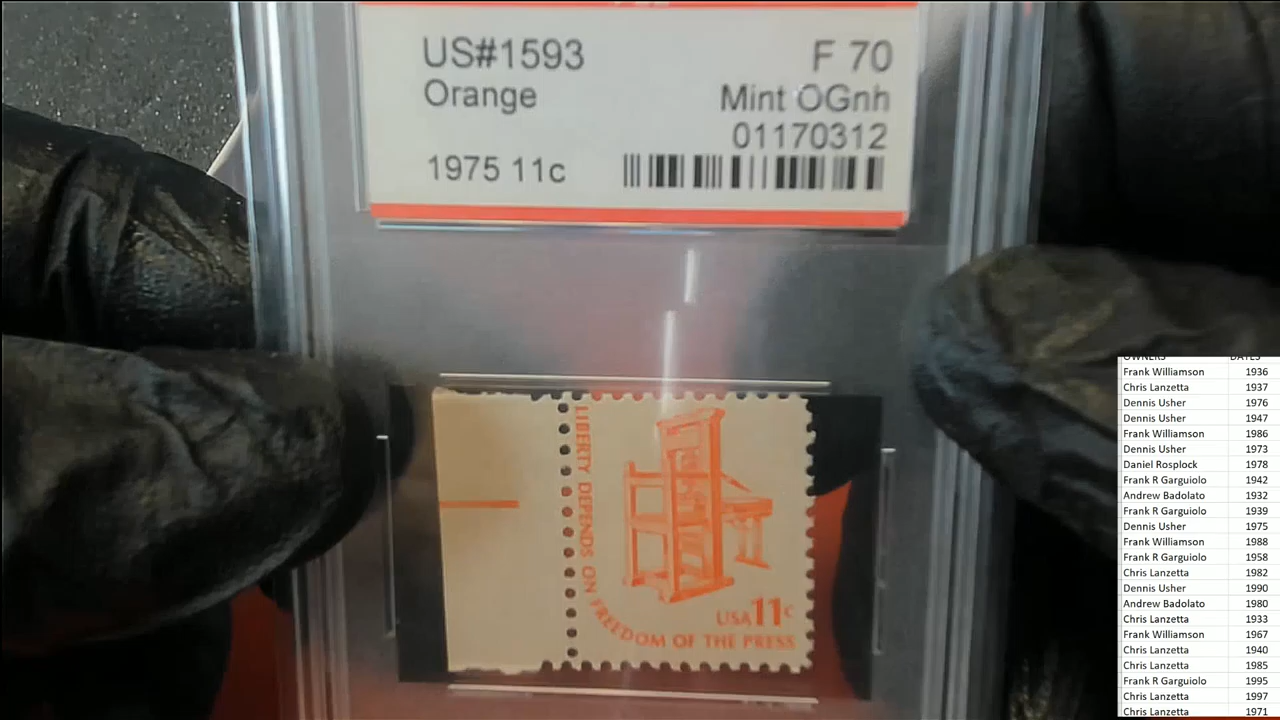 US#1593
F 70
Orange
Mint OGnh
01170312
1975 11c
LIBERTY DEPENDS ON FREEDOM OF THE PRESS
USA 11c
OWNERS DATES
Frank Williamson 1936
Chris Lanzetta 1937
Dennis Usher 1976
Dennis Usher 1947
Frank Williamson 1986
Dennis Usher 1973
Daniel Rosplock 1978
Frank R Garguiolo 1942
Andrew Badolato 1932
Frank R Garguiolo 1939
Dennis Usher 1975
Frank Williamson 1988
Frank R Garguiolo 1958
Chris Lanzetta 1982
Dennis Usher 1990
Andrew Badolato 1980
Chris Lanzetta 1933
Frank Williamson 1967
Chris Lanzetta 1940
Chris Lanzetta 1985
Frank R Garguiolo 1995
Chris Lanzetta 1997
Chris Lanzetta 1971